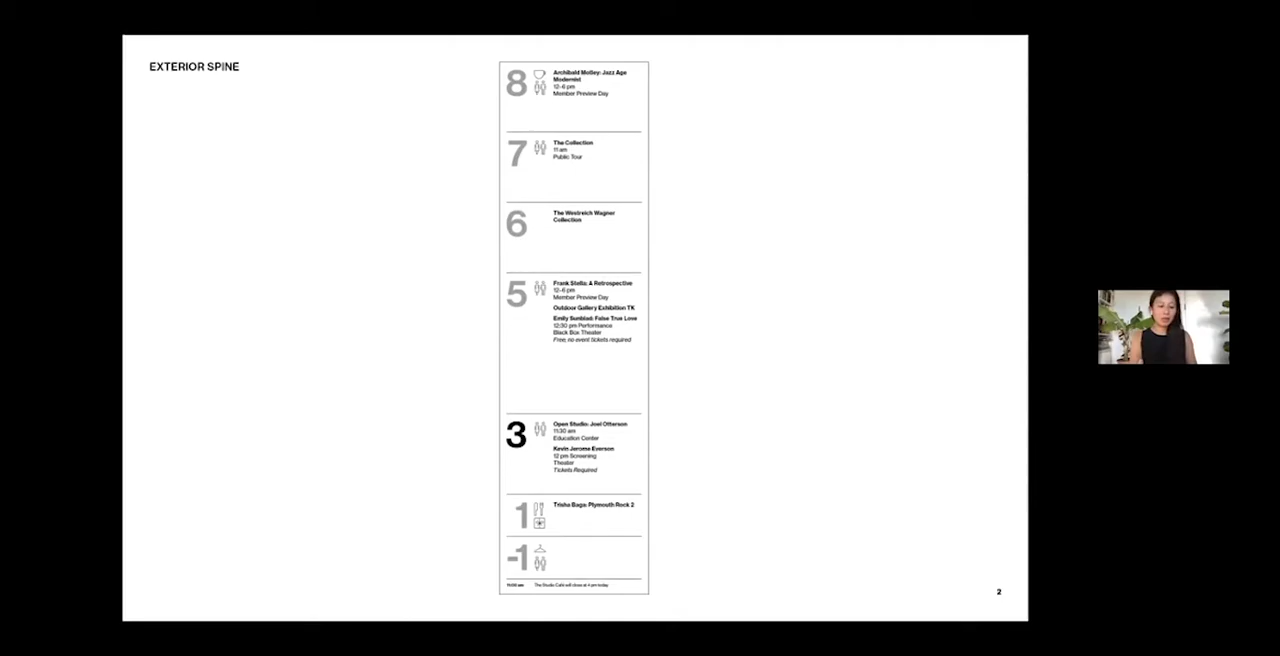 EXTERIOR SPINE
8
Archibald Motley: Jazz Age
Modernist
12–6 pm
Member Preview Day
7
The Collection
11 am
Public Tour
6
The Westreich Wagner
Collection
5
Frank Stella: A Retrospective
12–6 pm
Member Preview Day
Outdoor Gallery Exhibition TK
Emily Sunblad: False True Love
12:30 pm Performance
Black Box Theater
Free; no event tickets required
3
Open Studio: Joel Otterson
11:30 am
Education Center
Kevin Jerome Everson
12 pm Screening
Theater
Tickets Required
1
Trisha Baga: Plymouth Rock 2
-1
11:00 am The Studio Café will close at 4 pm today
2